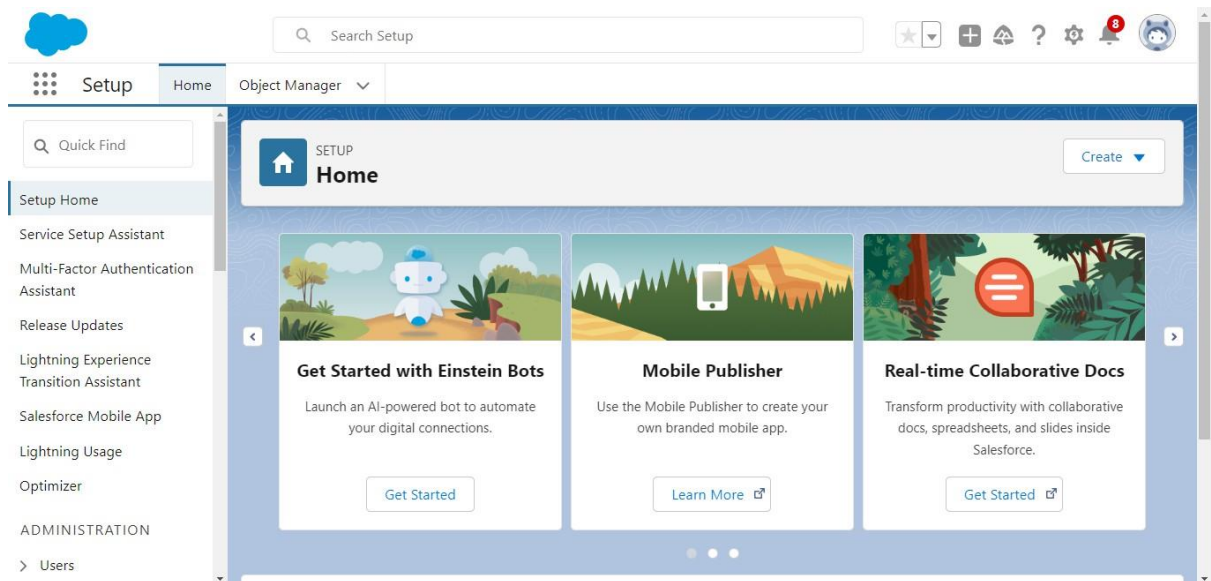 Search Setup
8
Setup
Home
Object Manager
Quick Find
Setup Home
Service Setup Assistant
Multi-Factor Authentication
Assistant
Release Updates
Lightning Experience
Transition Assistant
Salesforce Mobile App
Lightning Usage
Optimizer
ADMINISTRATION
Users
SETUP
Home
Create
Get Started with Einstein Bots
Launch an AI-powered bot to automate
your digital connections.
Get Started
Mobile Publisher
Use the Mobile Publisher to create your
own branded mobile app.
Learn More
Real-time Collaborative Docs
Transform productivity with collaborative
docs, spreadsheets, and slides inside
Salesforce.
Get Started